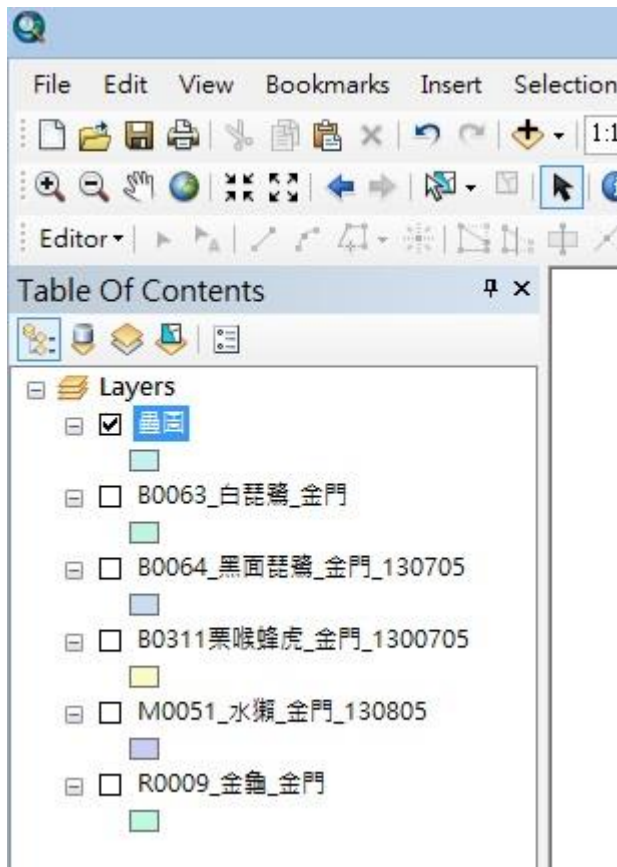 File Edit View Bookmarks Insert Selection
1:1
Editor
Table Of Contents
Layers
疊圖
B0063_白琵鷺_金門
B0064_黑面琵鷺_金門_130705
B0311栗喉蜂虎_金門_1300705
M0051_水獺_金門_130805
R0009_金龜_金門